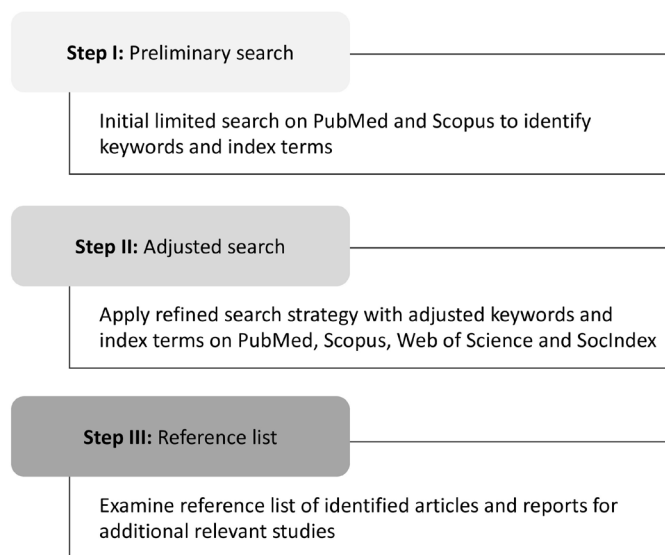 Step I: Preliminary search
Initial limited search on PubMed and Scopus to identify
keywords and index terms
Step II: Adjusted search
Apply refined search strategy with adjusted keywords and
index terms on PubMed, Scopus, Web of Science and SocIndex
Step III: Reference list
Examine reference list of identified articles and reports for
additional relevant studies